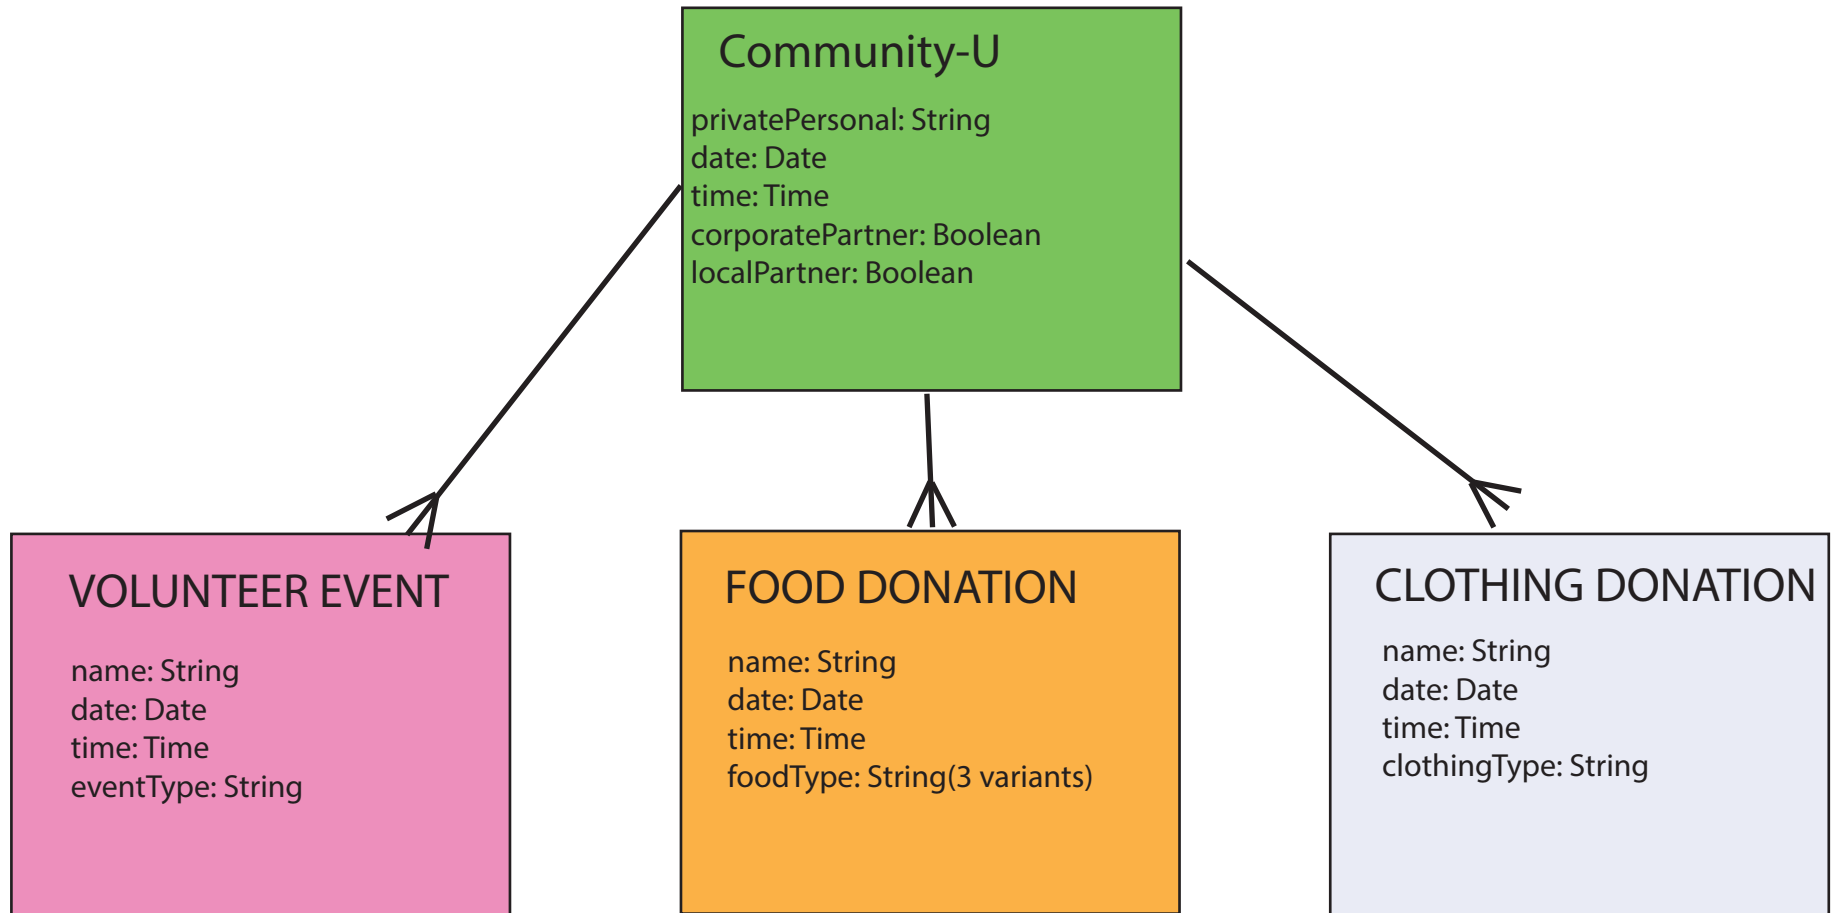 Community-U
privatePersonal: String
date: Date
time: Time
corporatePartner: Boolean
localPartner: Boolean
VOLUNTEER EVENT
name: String
date: Date
time: Time
eventType: String
FOOD DONATION
name: String
date: Date
time: Time
foodType: String(3 variants)
CLOTHING DONATION
name: String
date: Date
time: Time
clothingType: String